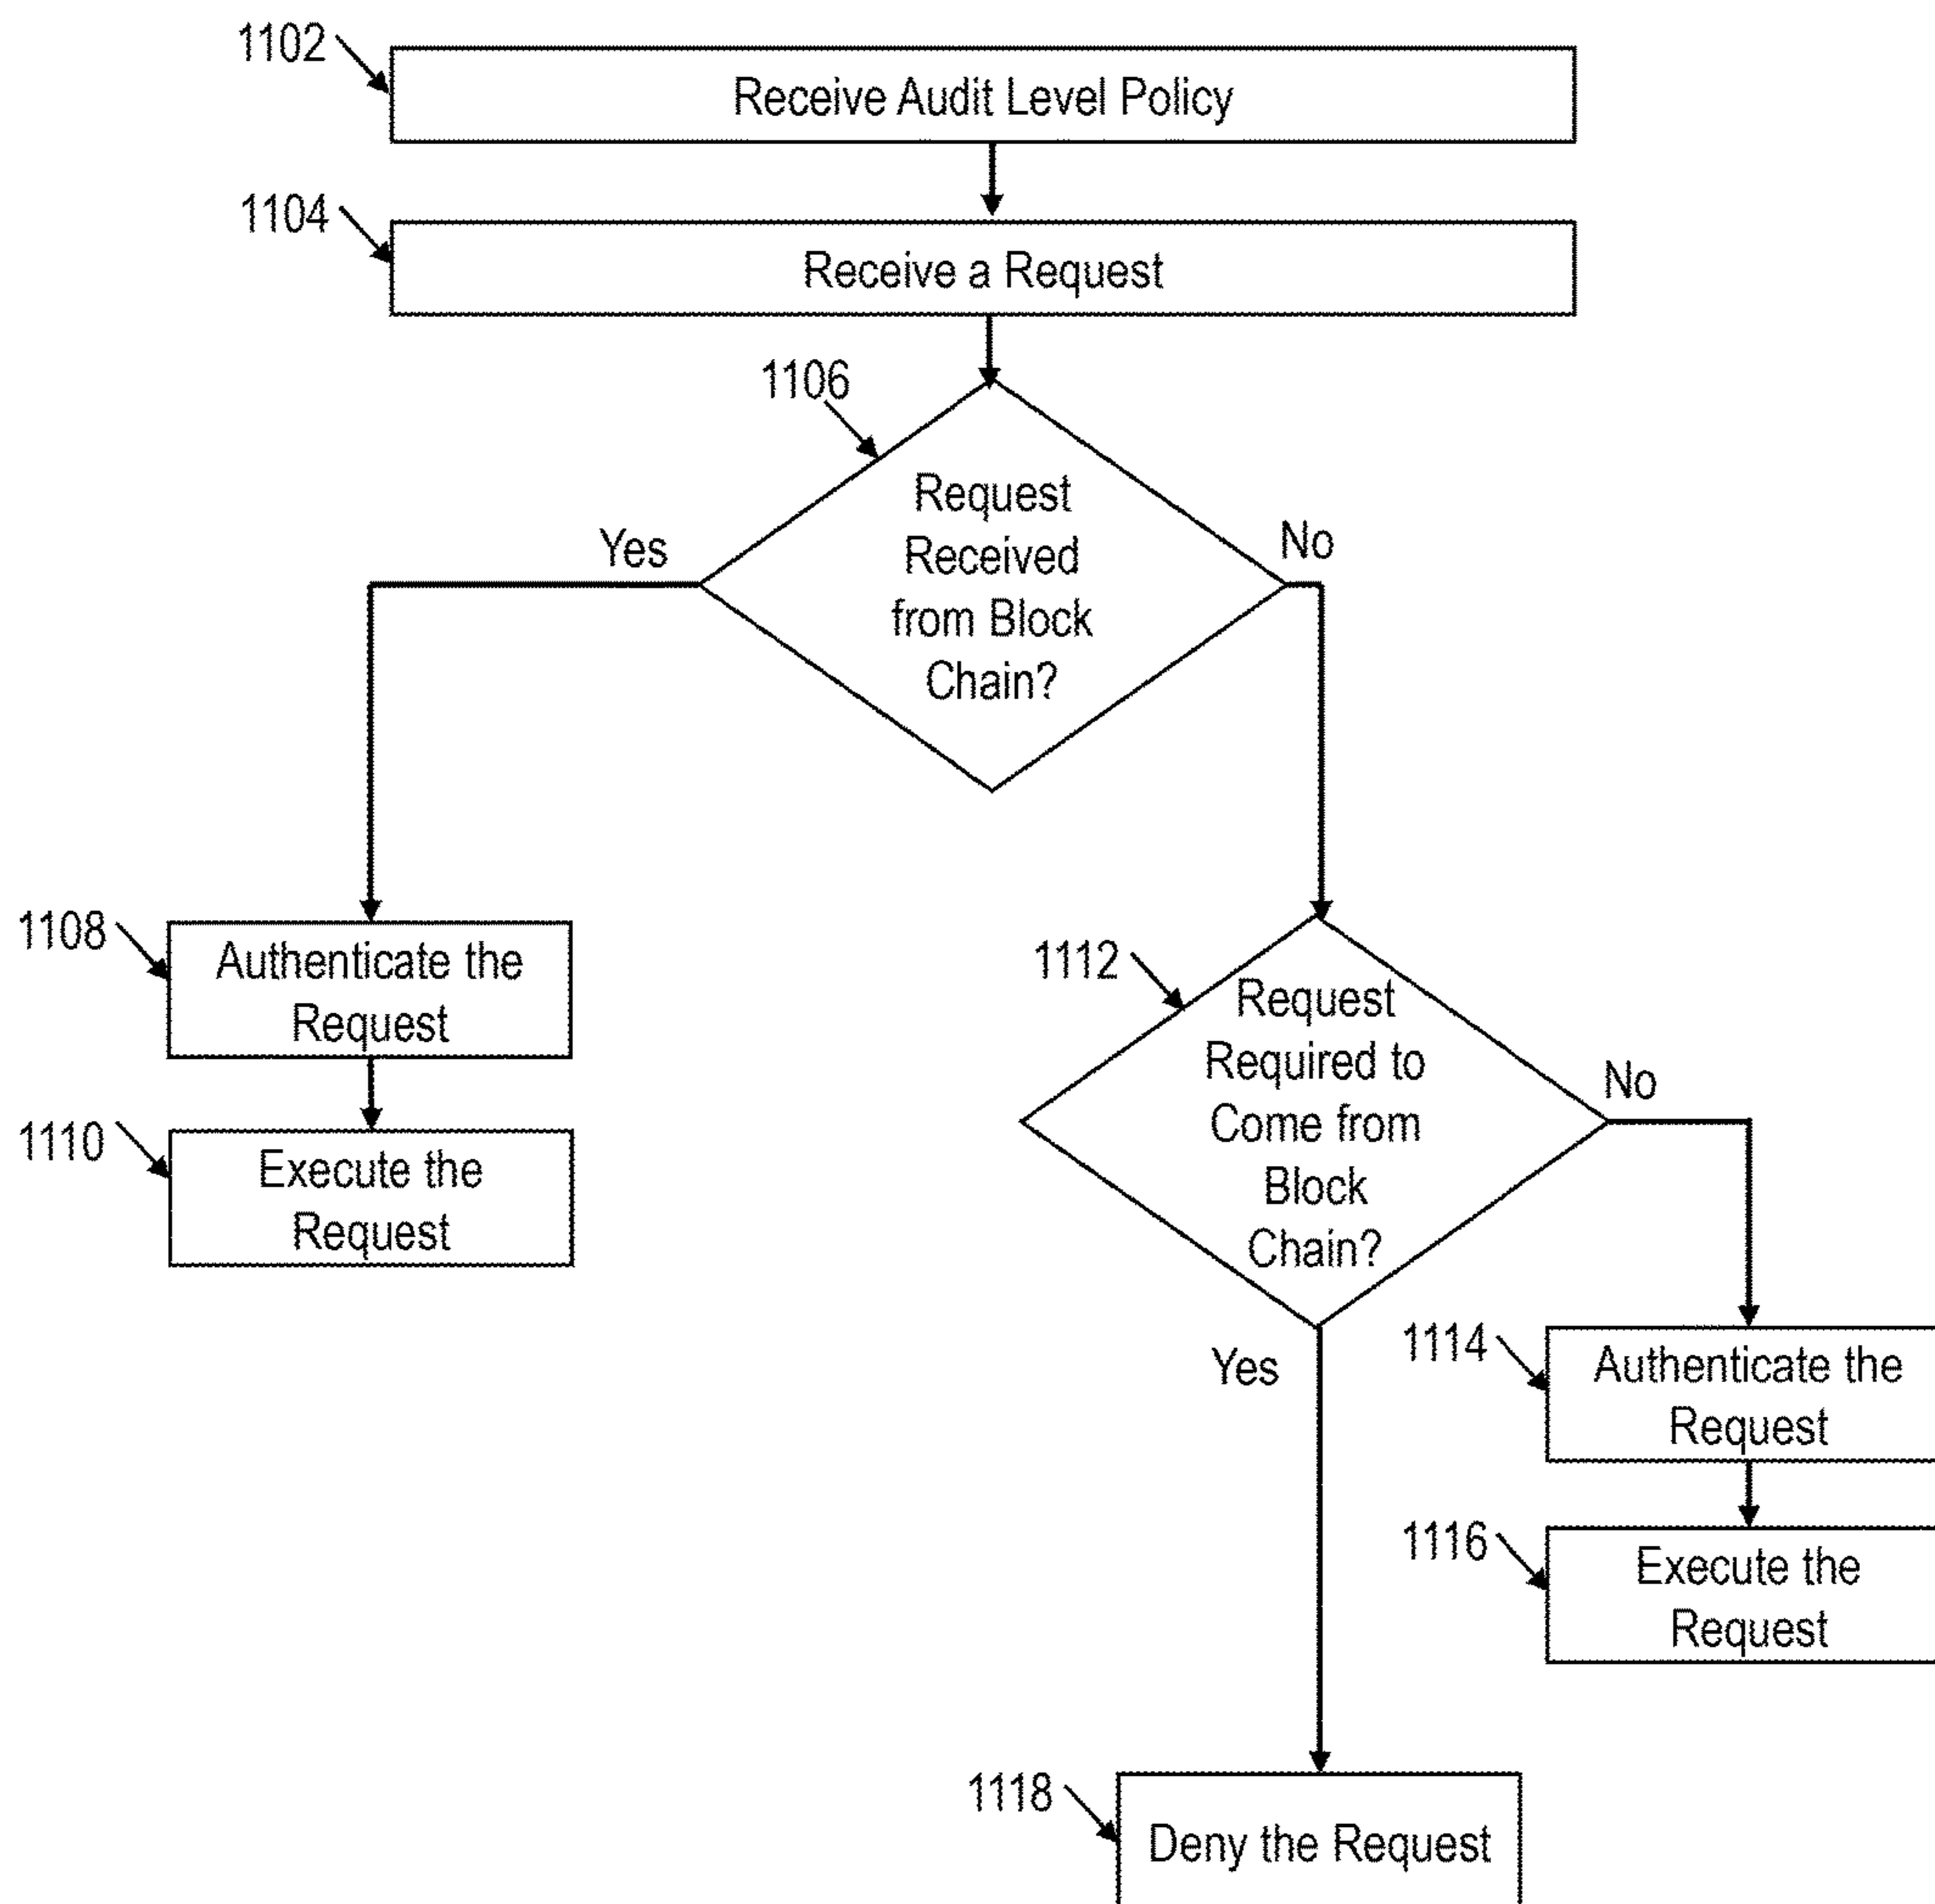 1102
Receive Audit Level Policy
1104
Receive a Request
1106
Request
Received
from Block
Chain?
Yes
No
1108
Authenticate the
Request
1110
Execute the
Request
1112
Request
Required to
Come from
Block
Chain?
No
Yes
1114
Authenticate the
Request
1116
Execute the
Request
1118
Deny the Request